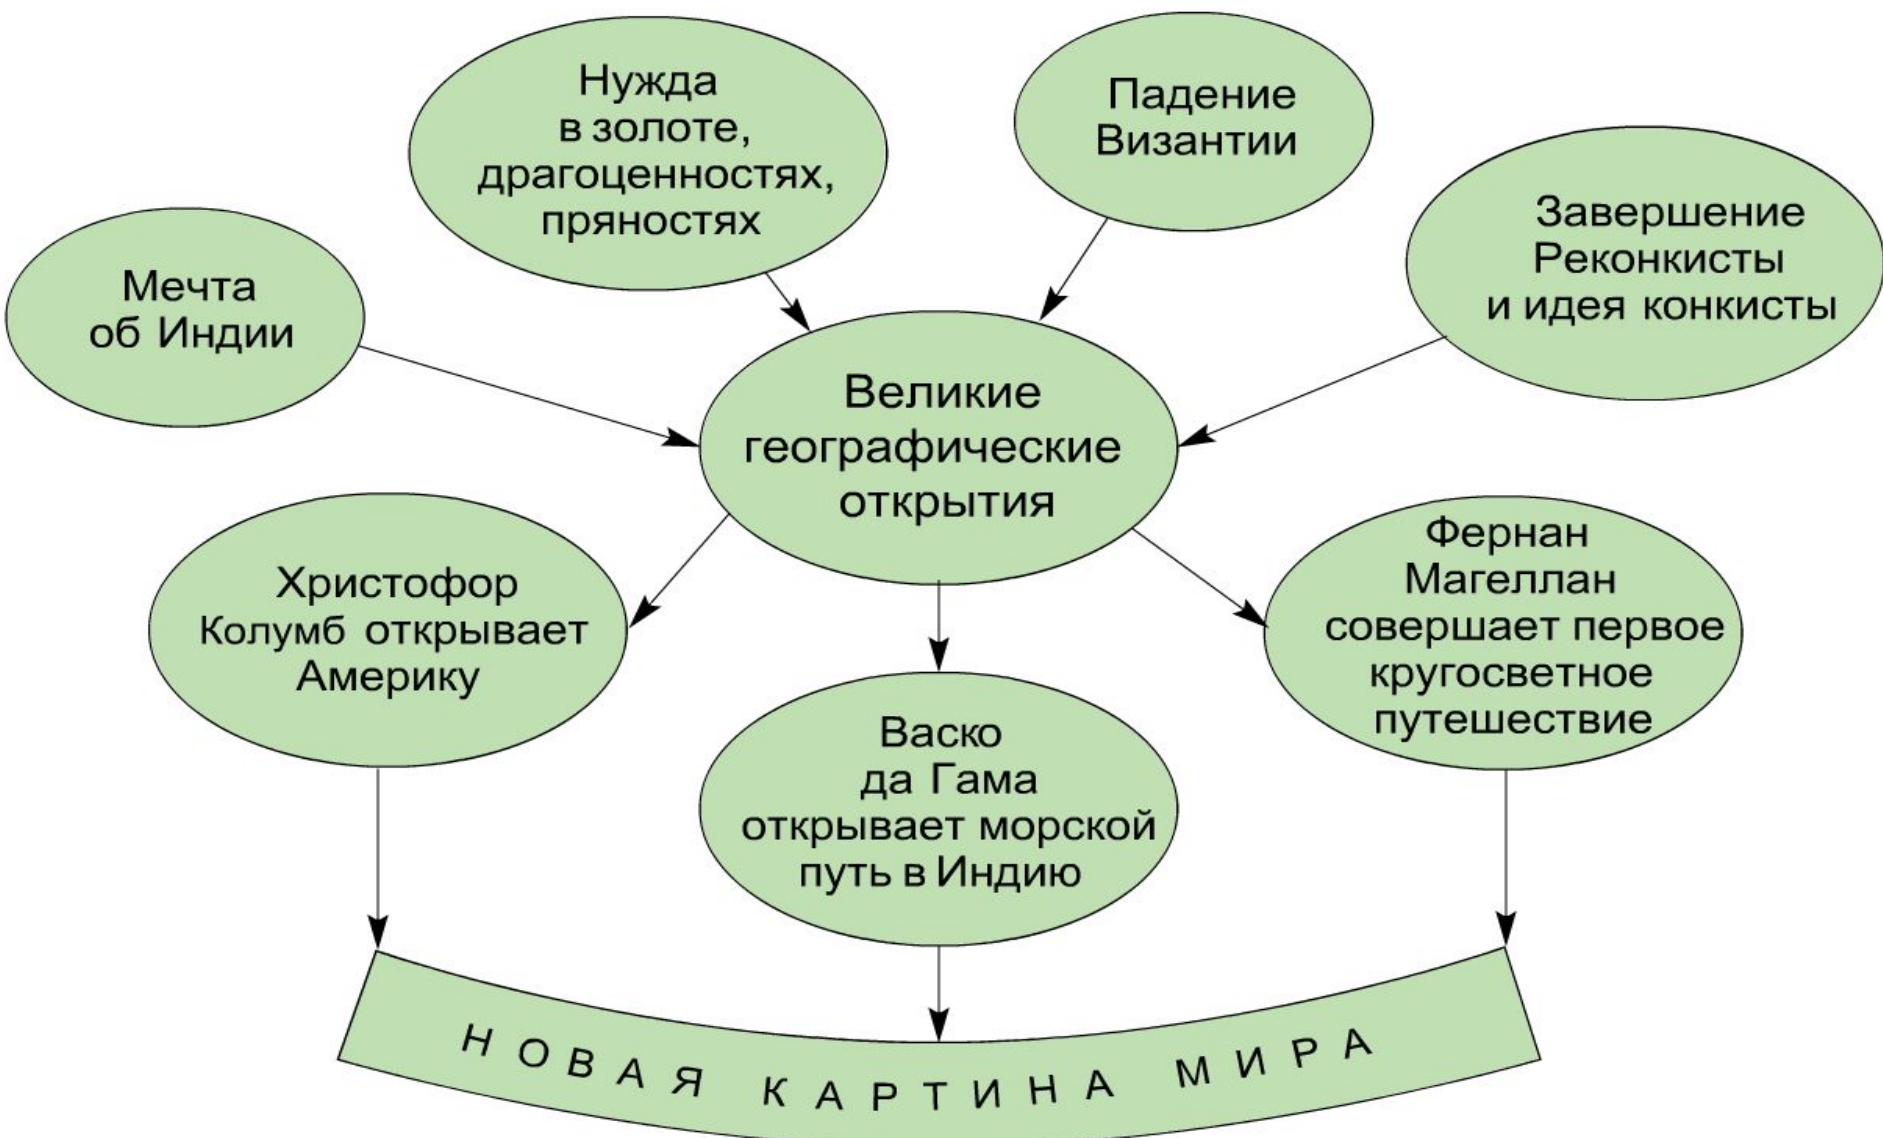 Нужда
в золоте,
драгоценностях,
пряностях
Падение
Византии
Завершение
Реконкисты
и идея конкисты
Мечта
об Индии
Великие
географические
открытия
Христофор
Колумб открывает
Америку
Васко
да Гама
открывает морской
путь в Индию
Фернан
Магеллан
совершает первое
кругосветное
путешествие
НОВАЯ КАРТИНА МИРА